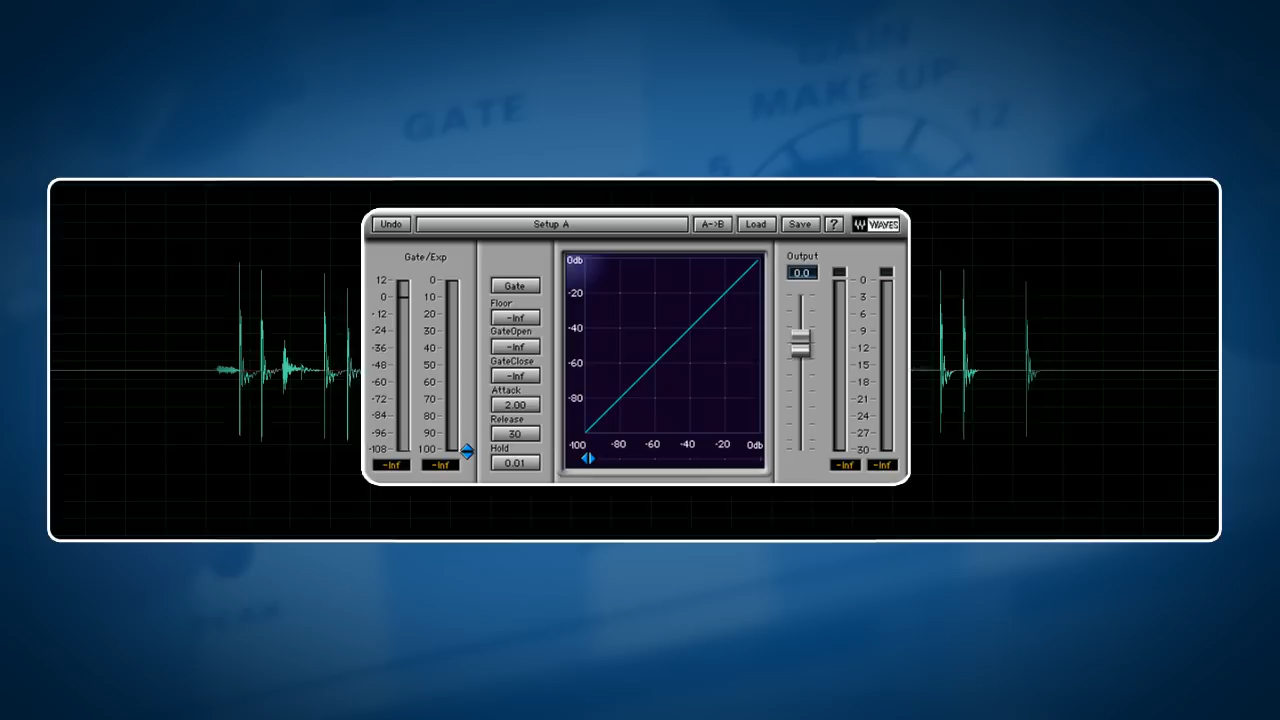 GAIN
MAKE UP
GATE
12
Undo
Setup A
A->B
Load
Save
?
WAVES
Gate/Exp
12
0
-12
-24
-36
-48
-60
-72
-84
-96
-108
-Inf
0
10
20
30
40
50
60
70
80
90
100
-Inf
Gate
Floor
-Inf
GateOpen
-Inf
GateClose
-Inf
Attack
2.00
Release
30
Hold
0.01
0db
-20
-40
-60
-80
-100
-80
-60
-40
-20
0db
Output
0.0
0
3
6
9
12
15
18
21
24
27
30
-Inf
-Inf